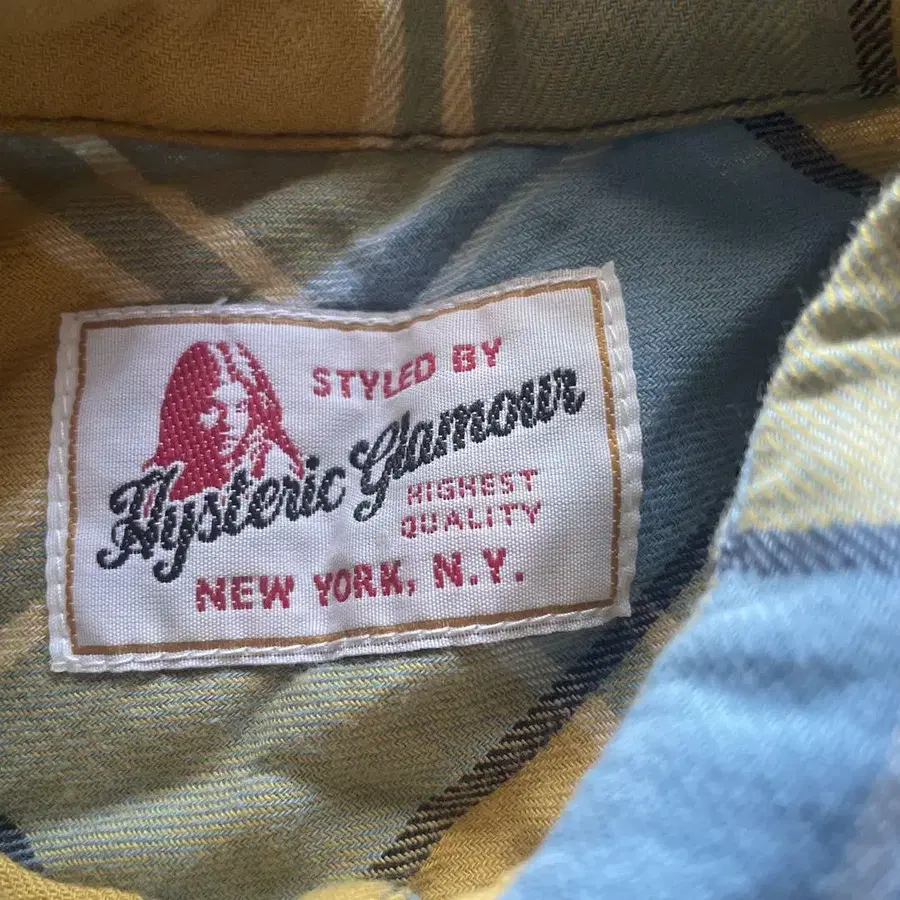 STYLED BY
Hysteric Glamour
HIGHEST
QUALITY
NEW YORK, N.Y.